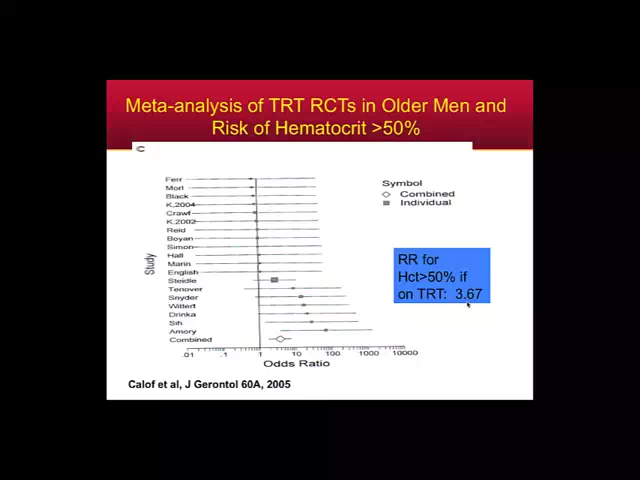 Meta-analysis of TRT RCTs in Older Men and
Risk of Hematocrit >50%
C
Ferr
Morl
Black
K,2004
Crawf
K,2002
Reid
Boyan
Simon
Hall
Marin
English
Steidle
Tenover
Snyder
Wittert
Drinka
Sih
Amory
Combined
Study
.01 .1 1 10 100 1000 10000
Odds Ratio
Symbol
Combined
Individual
RR for
Hct>50% if
on TRT: 3.67
Calof et al, J Gerontol 60A, 2005